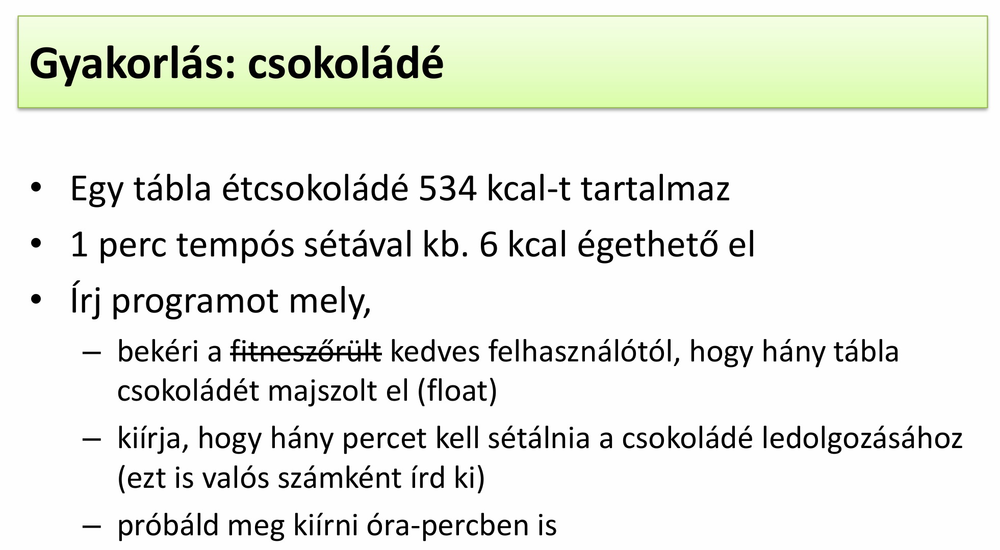 Gyakorlás: csokoládé
• Egy tábla étcsokoládé 534 kcal-t tartalmaz
• 1 perc tempós sétával kb. 6 kcal égethető el
• Írj programot mely,
– bekéri a fitneszőrült kedves felhasználótól, hogy hány tábla
csokoládét majszolt el (float)
– kiírja, hogy hány percet kell sétálnia a csokoládé ledolgozásához
(ezt is valós számként írd ki)
– próbáld meg kiírni óra-percben is